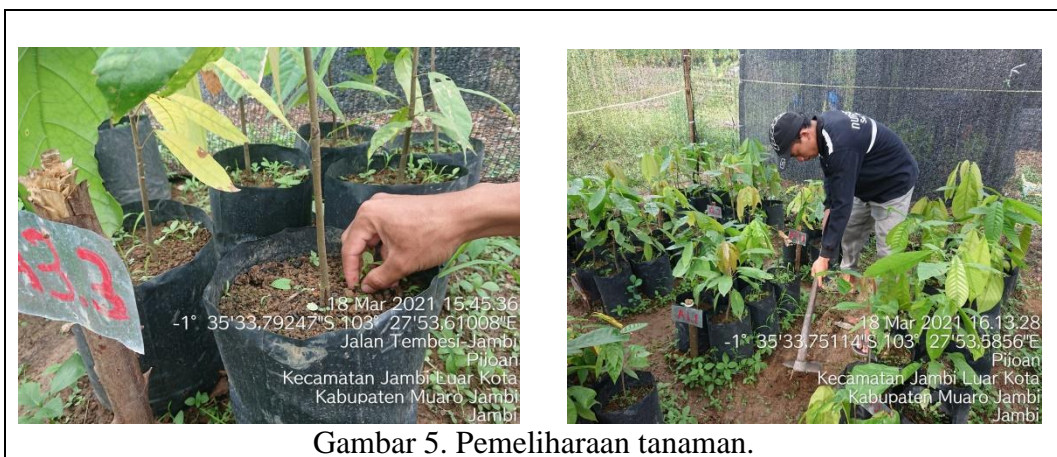 A3.3
18 Mar 2021 15.45.36
-1° 35'33.79247"S 103° 27'53.61008"E
Jalan Tembesi-Jambi
Pijoan
Kecamatan Jambi Luar Kota
Kabupaten Muaro Jambi
Jambi
18 Mar 2021 16.13.28
-1° 35'33.75114"S 103° 27'53.5856"E
Pijoan
Kecamatan Jambi Luar Kota
Kabupaten Muaro Jambi
Jambi
Gambar 5. Pemeliharaan tanaman.